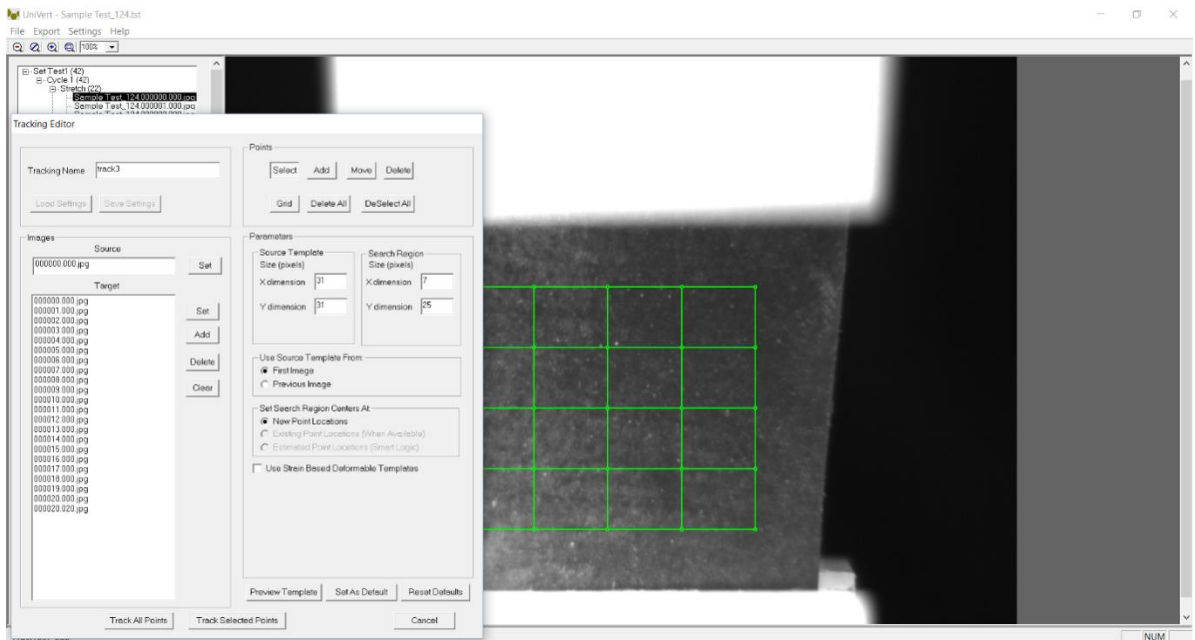 UniVert - Sample Test_124.tst
File Export Settings Help
100%
Set Test1 (42)
Cycle 1 (42)
Stretch (22)
Sample Test_124.000000.000.jpg
Sample Test_124.000001.000.jpg
Tracking Editor
Tracking Name track3
Load Settings Save Settings
Points
Select Add Move Delete
Grid Delete All DeSelect All
Images
Source
000000.000.jpg Set
Target
000000.000.jpg
000001.000.jpg
000002.000.jpg
000003.000.jpg
000004.000.jpg
000005.000.jpg
000006.000.jpg
000007.000.jpg
000008.000.jpg
000009.000.jpg
000010.000.jpg
000011.000.jpg
000012.000.jpg
000013.000.jpg
000014.000.jpg
000015.000.jpg
000016.000.jpg
000017.000.jpg
000018.000.jpg
000019.000.jpg
000020.000.jpg
000020.020.jpg
Set
Add
Delete
Clear
Parameters
Source Template
Size (pixels)
X dimension 31
Y dimension 31
Search Region
Size (pixels)
X dimension 7
Y dimension 25
Use Source Template From:
First Image
Previous Image
Set Search Region Centers At
New Point Locations
Existing Point Locations (When Available)
Estimated Point Locations (Smart Logic)
Use Strain Based Deformable Templates
Preview Template Set As Default Reset Defaults
Track All Points Track Selected Points Cancel
NUM